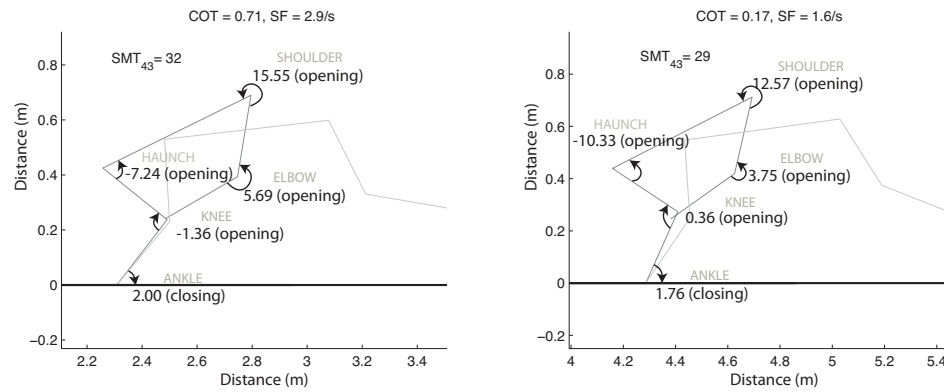 COT = 0.71, SF = 2.9/s
SMT43= 32
SHOULDER
15.55 (opening)
HAUNCH
-7.24 (opening)
ELBOW
5.69 (opening)
KNEE
-1.36 (opening)
ANKLE
2.00 (closing)
0.8
0.6
0.4
0.2
0
−0.2
Distance (m)
2.2 2.4 2.6 2.8 3 3.2 3.4
Distance (m)
COT = 0.17, SF = 1.6/s
SMT43= 29
SHOULDER
12.57 (opening)
HAUNCH
-10.33 (opening)
ELBOW
3.75 (opening)
KNEE
0.36 (opening)
ANKLE
1.76 (closing)
0.8
0.6
0.4
0.2
0
−0.2
Distance (m)
4 4.2 4.4 4.6 4.8 5 5.2 5.4
Distance (m)